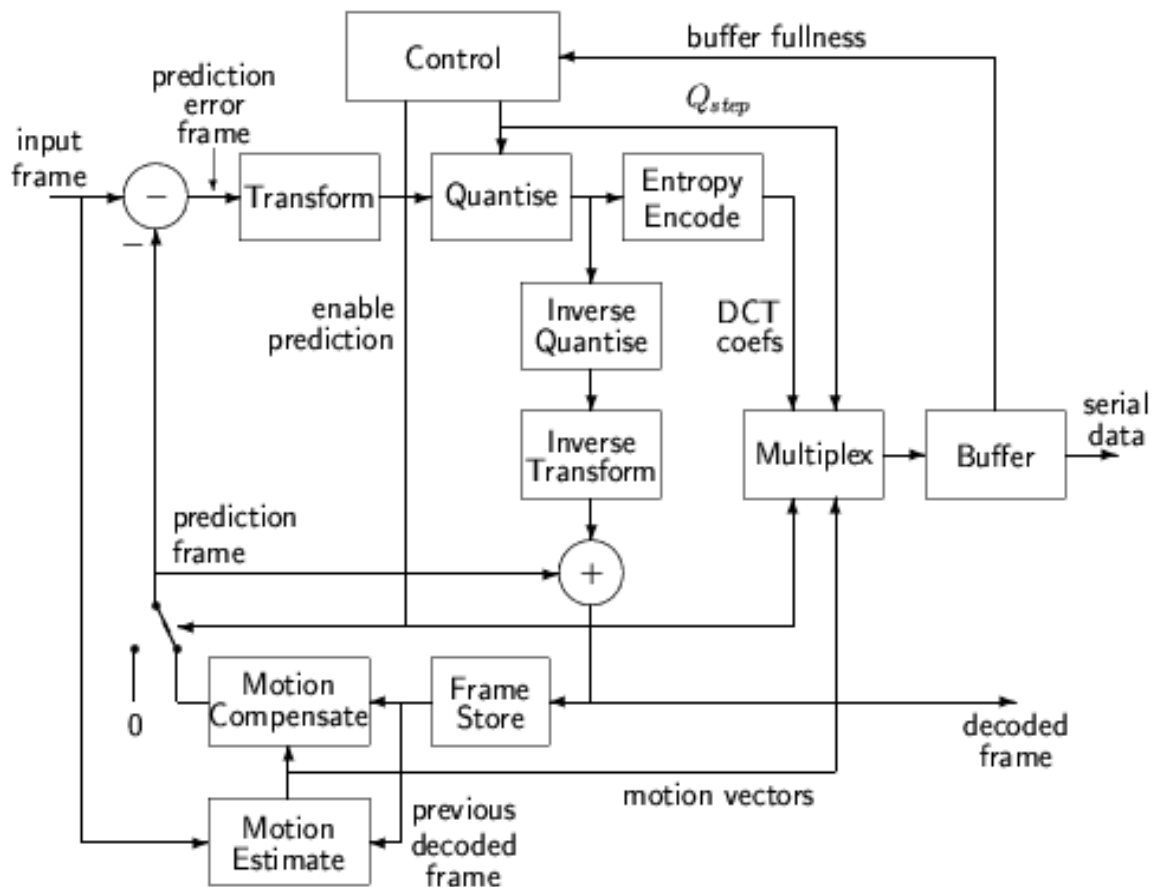 Control
buffer fullness
prediction
error
frame
Q_step
input
frame
−
−
Transform
Quantise
Entropy
Encode
enable
prediction
Inverse
Quantise
DCT
coefs
Inverse
Transform
Multiplex
Buffer
serial
data
prediction
frame
+
Motion
Compensate
Frame
Store
0
decoded
frame
motion vectors
Motion
Estimate
previous
decoded
frame